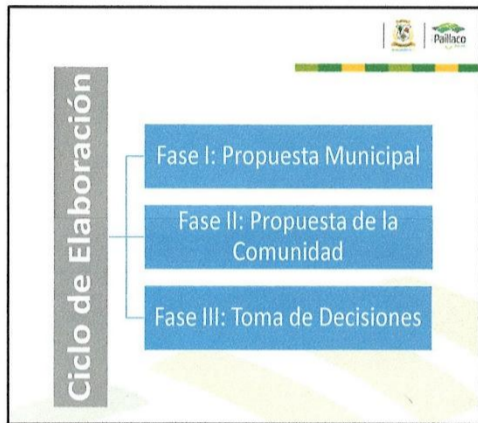 Paillaco
Ciclo de Elaboración
Fase I: Propuesta Municipal
Fase II: Propuesta de la
Comunidad
Fase III: Toma de Decisiones